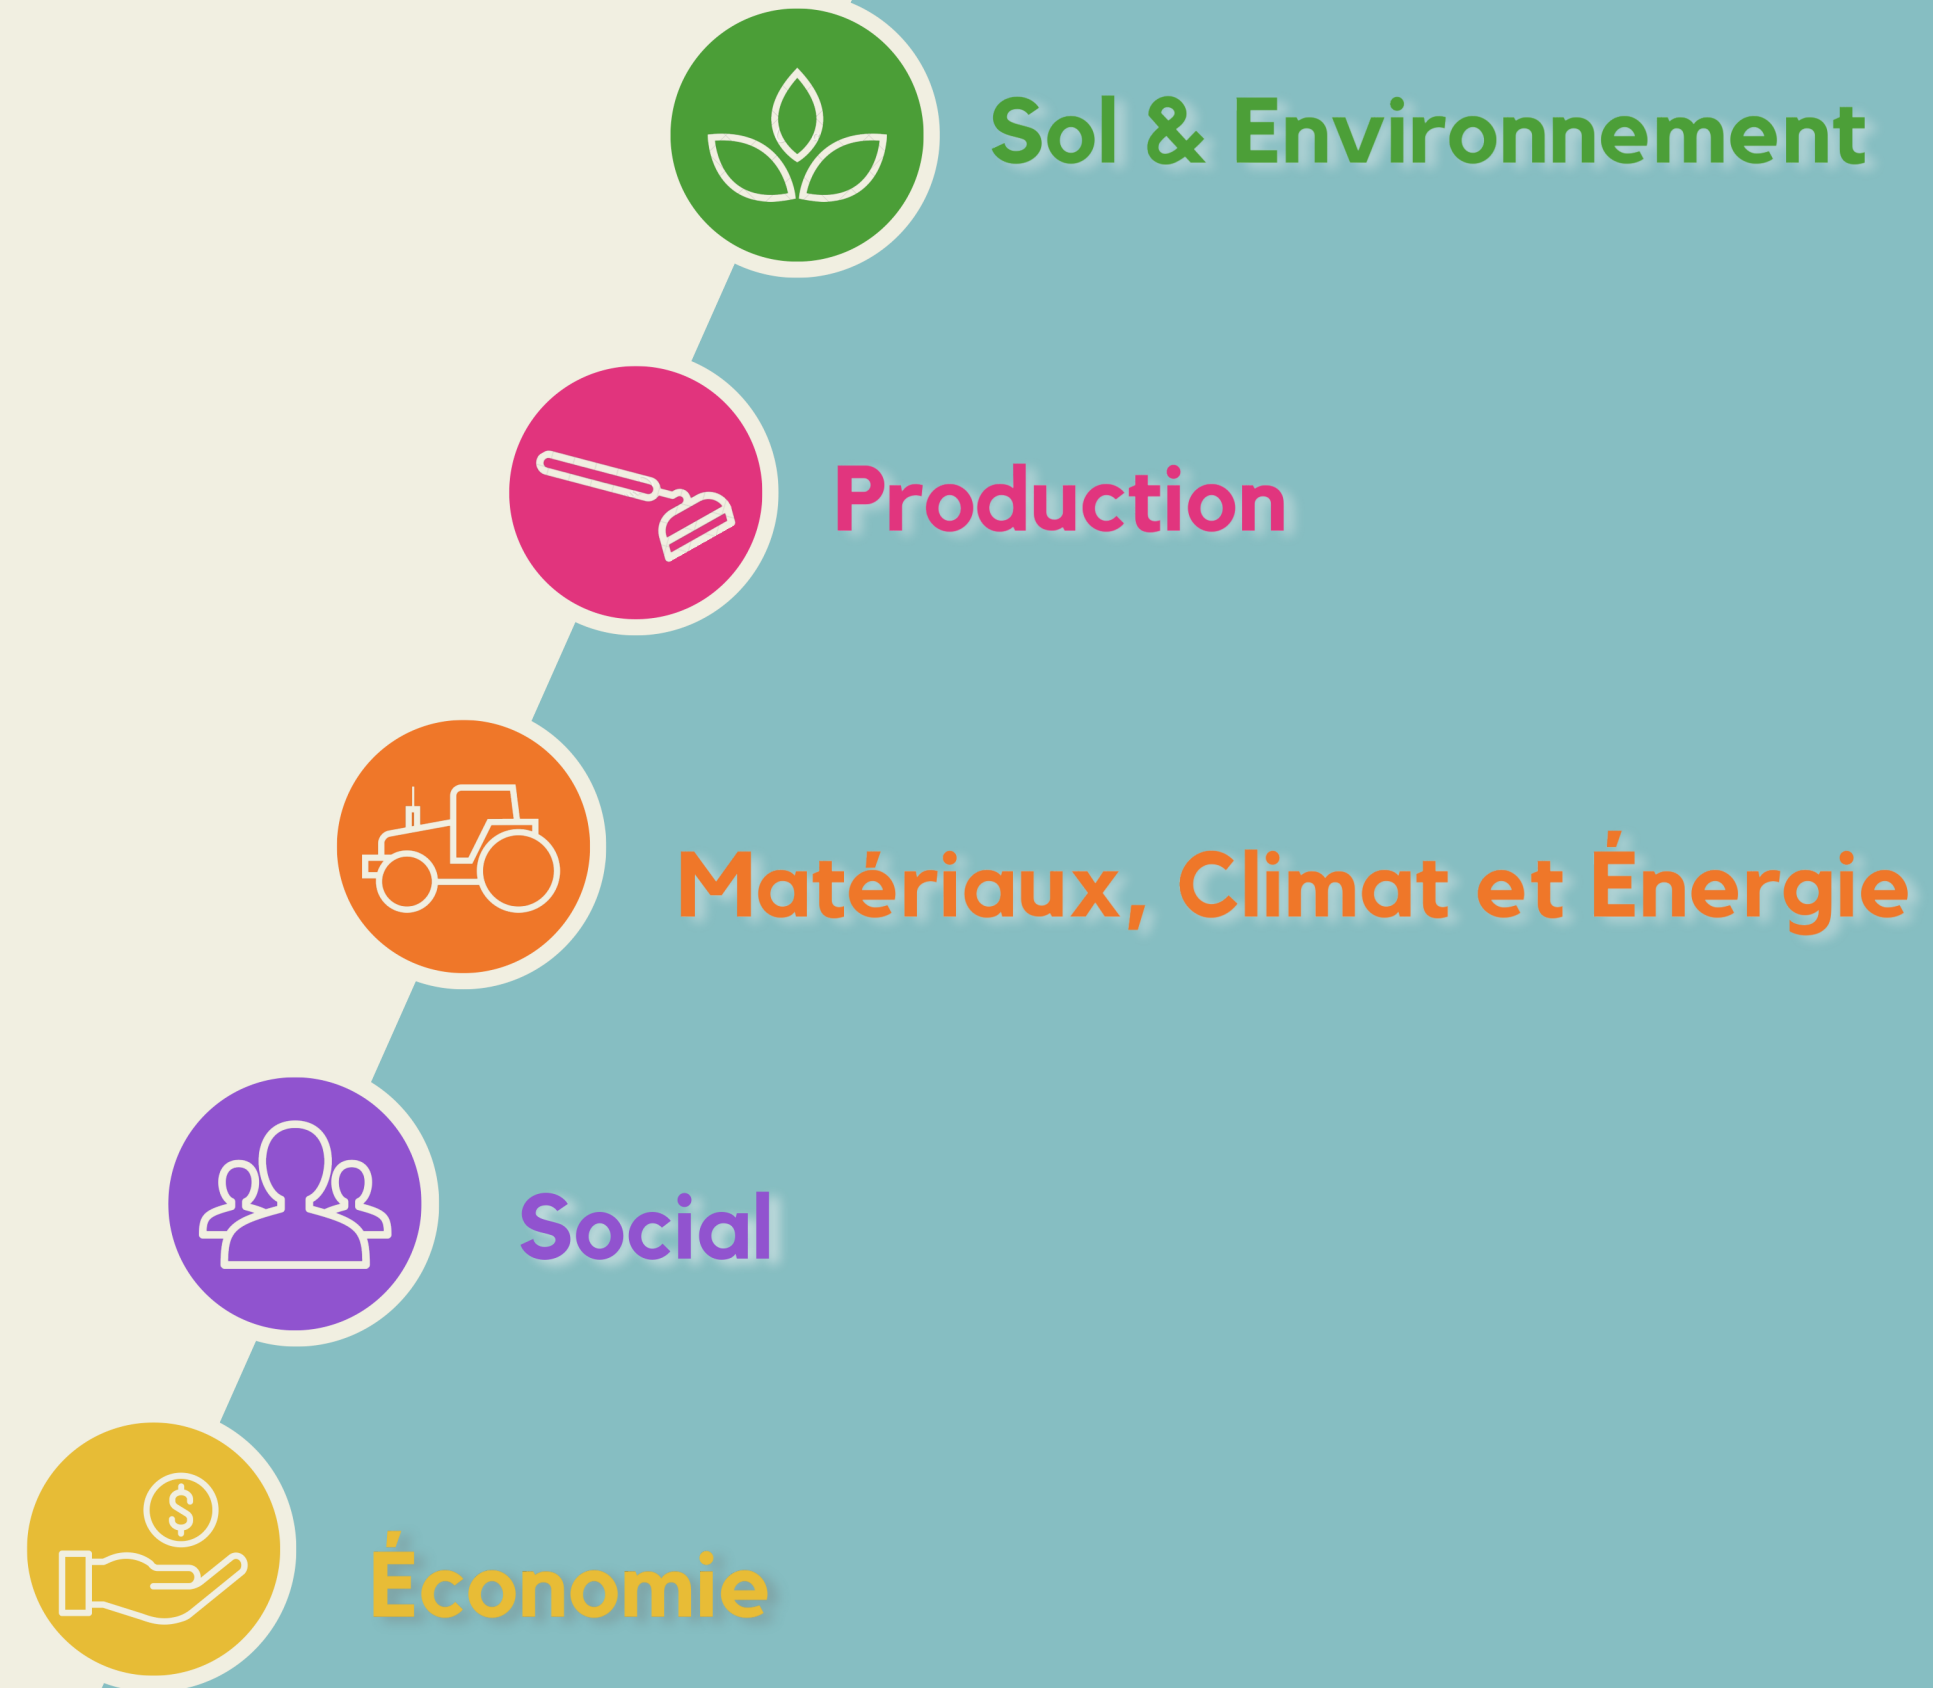 Sol & Environnement
Production
Matériaux, Climat et Énergie
Social
$
Économie